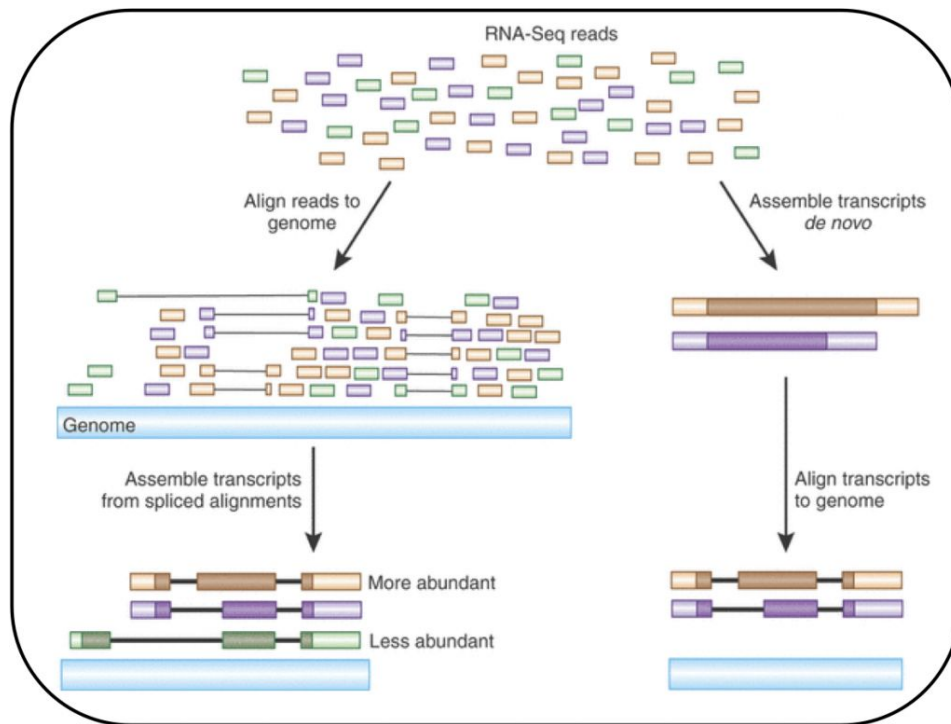 RNA-Seq reads
Align reads to
genome
Assemble transcripts
de novo
Genome
Assemble transcripts
from spliced alignments
Align transcripts
to genome
More abundant
Less abundant